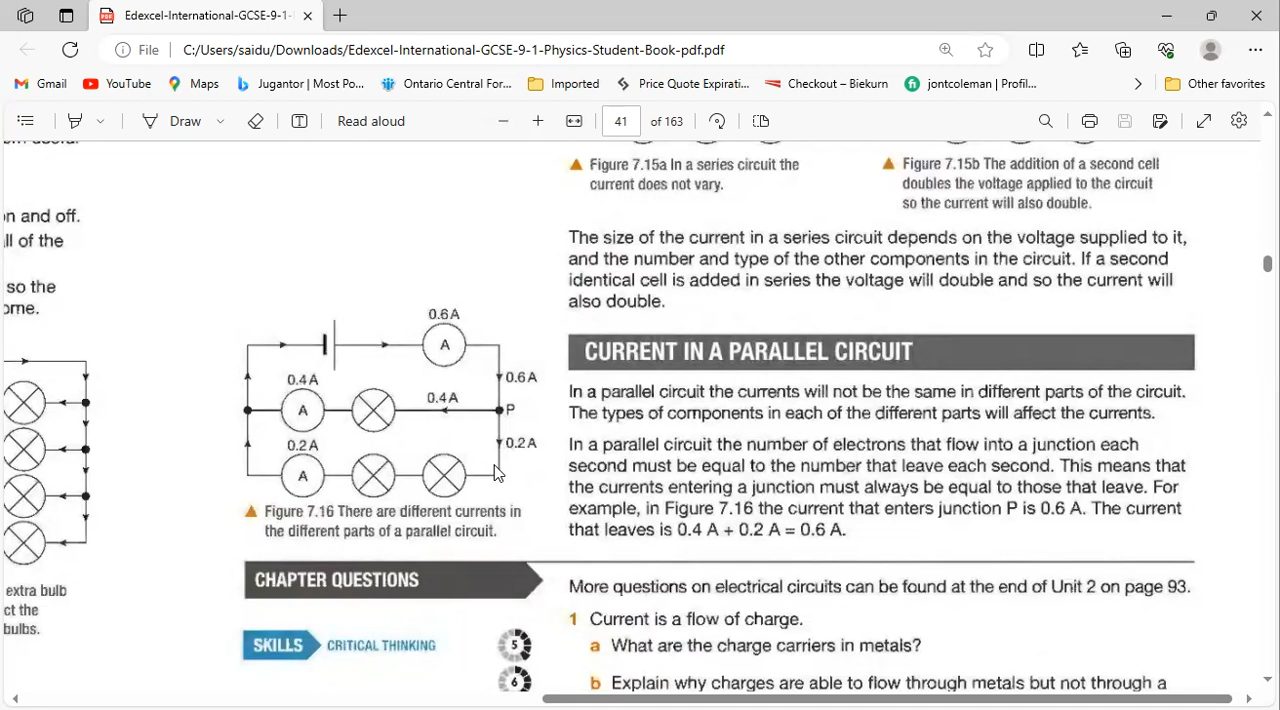 Edexcel-International-GCSE-9-1-
File
C:/Users/saidu/Downloads/Edexcel-International-GCSE-9-1-Physics-Student-Book-pdf.pdf
Gmail
YouTube
Maps
Jugantor | Most Po...
Ontario Central For...
Imported
Price Quote Expirati...
Checkout – Biekurn
jontcoleman | Profil...
Other favorites
Draw
Read aloud
41
of 163
on and off.
all of the
so the
ome.
extra bulb
ct the
bulbs.
Figure 7.15a In a series circuit the
current does not vary.
Figure 7.15b The addition of a second cell
doubles the voltage applied to the circuit
so the current will also double.
The size of the current in a series circuit depends on the voltage supplied to it,
and the number and type of the other components in the circuit. If a second
identical cell is added in series the voltage will double and so the current will
also double.
0.6 A
A
0.6 A
0.4 A
0.4 A
A
P
0.2 A
0.2 A
A
Figure 7.16 There are different currents in
the different parts of a parallel circuit.
CURRENT IN A PARALLEL CIRCUIT
In a parallel circuit the currents will not be the same in different parts of the circuit.
The types of components in each of the different parts will affect the currents.
In a parallel circuit the number of electrons that flow into a junction each
second must be equal to the number that leave each second. This means that
the currents entering a junction must always be equal to those that leave. For
example, in Figure 7.16 the current that enters junction P is 0.6 A. The current
that leaves is 0.4 A + 0.2 A = 0.6 A.
CHAPTER QUESTIONS
More questions on electrical circuits can be found at the end of Unit 2 on page 93.
SKILLS
CRITICAL THINKING
5
1 Current is a flow of charge.
a What are the charge carriers in metals?
6
b Explain why charges are able to flow through metals but not through a